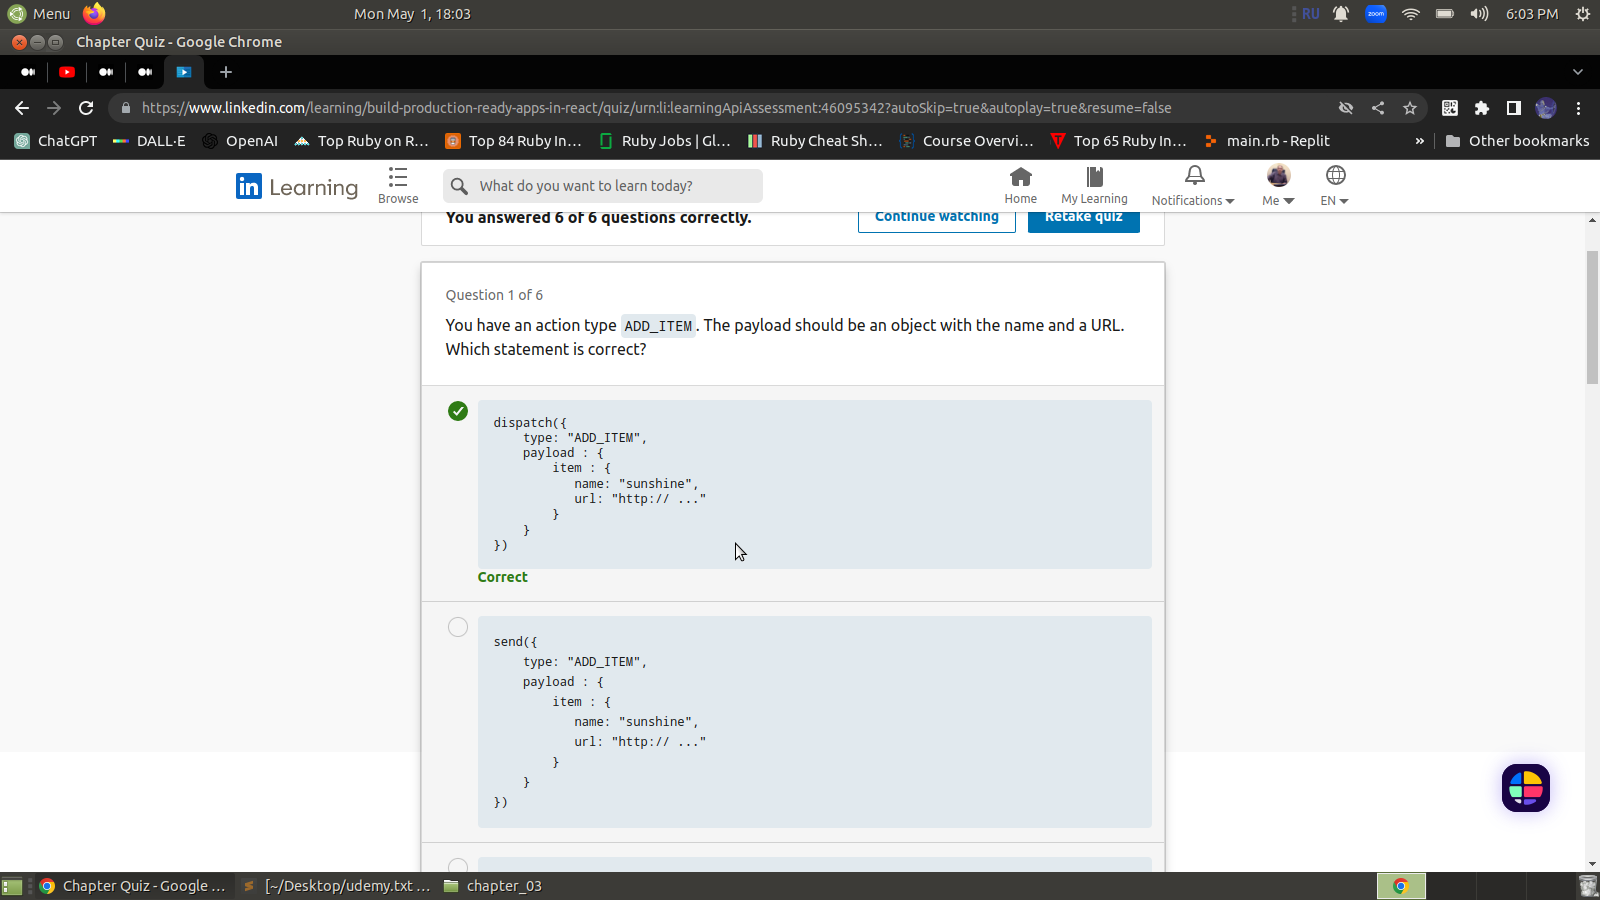 Menu
Mon May 1, 18:03
RU
zoom
6:03 PM
Chapter Quiz - Google Chrome
https://www.linkedin.com/learning/build-production-ready-apps-in-react/quiz/urn:li:learningApiAssessment:46095342?autoSkip=true&autoplay=true&resume=false
ChatGPT
DALL·E
OpenAI
Top Ruby on R...
Top 84 Ruby In...
Ruby Jobs | Gl...
Ruby Cheat Sh...
Course Overvi...
Top 65 Ruby In...
main.rb - Replit
»
Other bookmarks
in Learning
Browse
What do you want to learn today?
Home
My Learning
Notifications
Me
EN
You answered 6 of 6 questions correctly.
Continue watching
Retake quiz
Question 1 of 6
You have an action type ADD_ITEM. The payload should be an object with the name and a URL.
Which statement is correct?
dispatch({
type: "ADD_ITEM",
payload : {
item : {
name: "sunshine",
url: "http:// ..."
}
}
})
Correct
send({
type: "ADD_ITEM",
payload : {
item : {
name: "sunshine",
url: "http:// ..."
}
}
})
Chapter Quiz - Google ...
[~/Desktop/udemy.txt ...
chapter_03